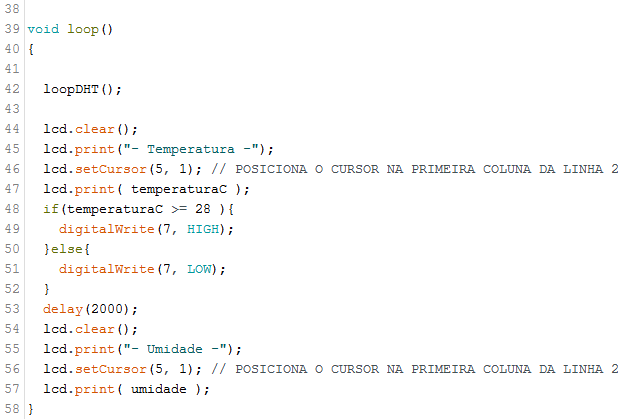 38
39 void loop()
40 {
41
42 loopDHT();
43
44 lcd.clear();
45 lcd.print("- Temperatura -");
46 lcd.setCursor(5, 1); // POSICIONA O CURSOR NA PRIMEIRA COLUNA DA LINHA 2
47 lcd.print( temperaturaC );
48 if(temperaturaC >= 28 ){
49 digitalWrite(7, HIGH);
50 }else{
51 digitalWrite(7, LOW);
52 }
53 delay(2000);
54 lcd.clear();
55 lcd.print("- Umidade -");
56 lcd.setCursor(5, 1); // POSICIONA O CURSOR NA PRIMEIRA COLUNA DA LINHA 2
57 lcd.print( umidade );
58 }